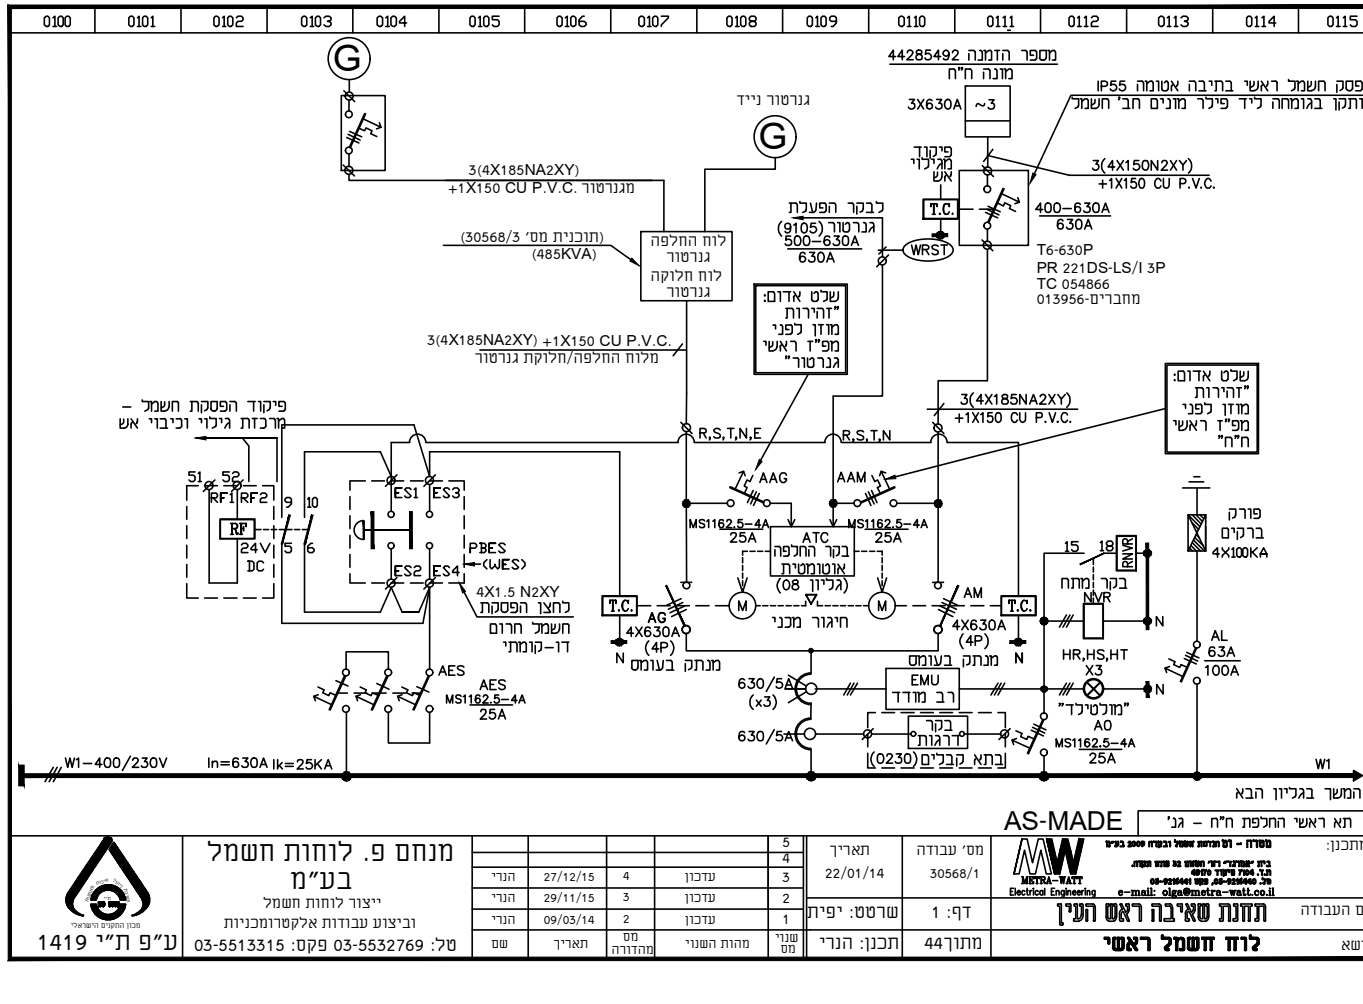 0100 0101 0102 0103 0104 0105 0106 0107 0108 0109 0110 0111 0112 0113 0114 0115
G
3(4X185NA2XY)
+1X150 CU P.V.C. מגנרטור
גנרטור נייד
G
מספר הזמנה 44285492
מונה ח"ח
3X630A
~3
פסק חשמל ראשי בתיבה אטומה IP55
ותקן בגומחה ליד פילר מונים חב' חשמל
3(4X150N2XY)
+1X150 CU P.V.C.
פיקוד
מגילוי
אש
T.C.
WRST
400-630A
630A
T6-630P
PR 221DS-LS/I 3P
TC 054866
מחברים-013956
לבקר הפעלת
גנרטור (9105)
500-630A
630A
(תוכנית מס' 30568/3)
(485KVA)
לוח החלפה
גנרטור
לוח חלוקה
גנרטור
שלט אדום:
"זהירות
מוזן לפני
מפ"ז ראשי
גנרטור"
3(4X185NA2XY) +1X150 CU P.V.C.
מלוח החלפה/חלוקת גנרטור
שלט אדום:
"זהירות
מוזן לפני
מפ"ז ראשי
ח"ח"
3(4X185NA2XY)
+1X150 CU P.V.C.
פיקוד הפסקת חשמל -
מרכזת גילוי וכיבוי אש
R,S,T,N,E
R,S,T,N
51 52
RF1 RF2
RF
24V
DC
9 10
5 6
ES1 ES3
ES2 ES4
PBES
(WES)
4X1.5 N2XY
לחצן הפסקת
חשמל חרום
דו-קומתי
AAG
MS1162.5-4A
25A
AAM
MS1162.5-4A
25A
ATC
בקר החלפה
אוטומטית
(גליון 08)
M
M
חיגור מכני
T.C.
N
AG
4X630A
(4P)
מנתק בעומס
AM
4X630A
(4P)
מנתק בעומס
T.C.
N
AES
AES
MS1162.5-4A
25A
630/5A
(x3)
EMU
רב מודד
630/5A
בקר
דרגות
בתא קבלים(0230)
15 18
RNVR
בקר מתח
NVR
N
HR,HS,HT
X3
N
"מולטילד"
A0
MS1162.5-4A
25A
פורק
ברקים
4X100KA
AL
63A
100A
W1-400/230V In=630A Ik=25KA
W1
המשך בגליון הבא
AS-MADE
תא ראשי החלפת ח"ח - גנ'
מכון התקנים הישראלי
ע"פ ת"י 1419
מנחם פ. לוחות חשמל
בע"מ
ייצור לוחות חשמל
וביצוע עבודות אלקטרומכניות
טל: 03-5532769 פקס: 03-5513315
5
4
3 עדכון 4 27/12/15 הנרי
2 עדכון 3 29/11/15 הנרי
1 עדכון 2 09/03/14 הנרי
שנוי מס מהות השנוי מס מהדורה תאריך שם
תאריך
22/01/14
שרטט: יפית
תכנן: הנרי
מס' עבודה
30568/1
דף: 1
מתוך 44
MW
METRA-WATT
Electrical Engineering
e-mail: olga@metra-watt.co.il
מתכנן:
ם העבודה
תחנת שאיבה ראש העין
ושא
לוח חשמל ראשי